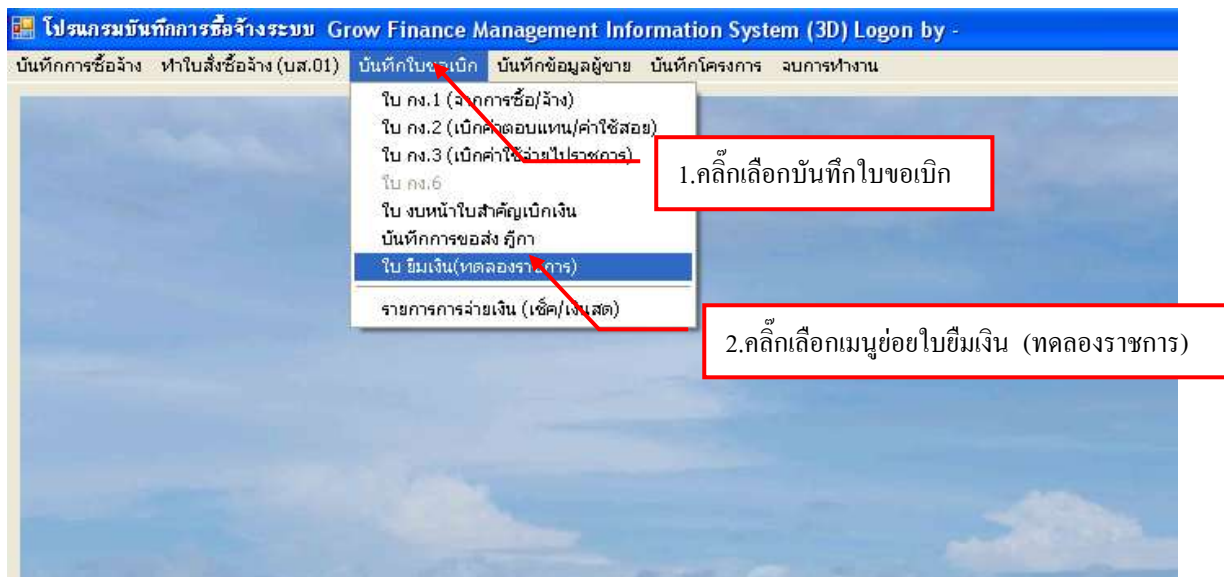 โปรแกรมบันทึกการซื้อจ้างระบบ Grow Finance Management Information System (3D) Logon by -
บันทึกการซื้อจ้าง ทำใบสั่งซื้อจ้าง (บส.01) บันทึกใบขอเบิก บันทึกข้อมูลผู้ขาย บันทึกโครงการ จบการทำงาน
ใบ กง.1 (จากการซื้อ/จ้าง)
ใบ กง.2 (เบิกค่าตอบแทน/ค่าใช้สอย)
ใบ กง.3 (เบิกค่าใช้จ่ายไปราชการ)
1.คลิ๊กเลือกบันทึกใบขอเบิก
ใบ กง.6
ใบ งบหน้าใบสำคัญเบิกเงิน
บันทึกการขอส่ง ฎีกา
ใบ ยืมเงิน(ทดลองราชการ)
รายการการจ่ายเงิน (เช็ค/เงินสด)
2.คลิ๊กเลือกเมนูย่อยใบยืมเงิน (ทดลองราชการ)